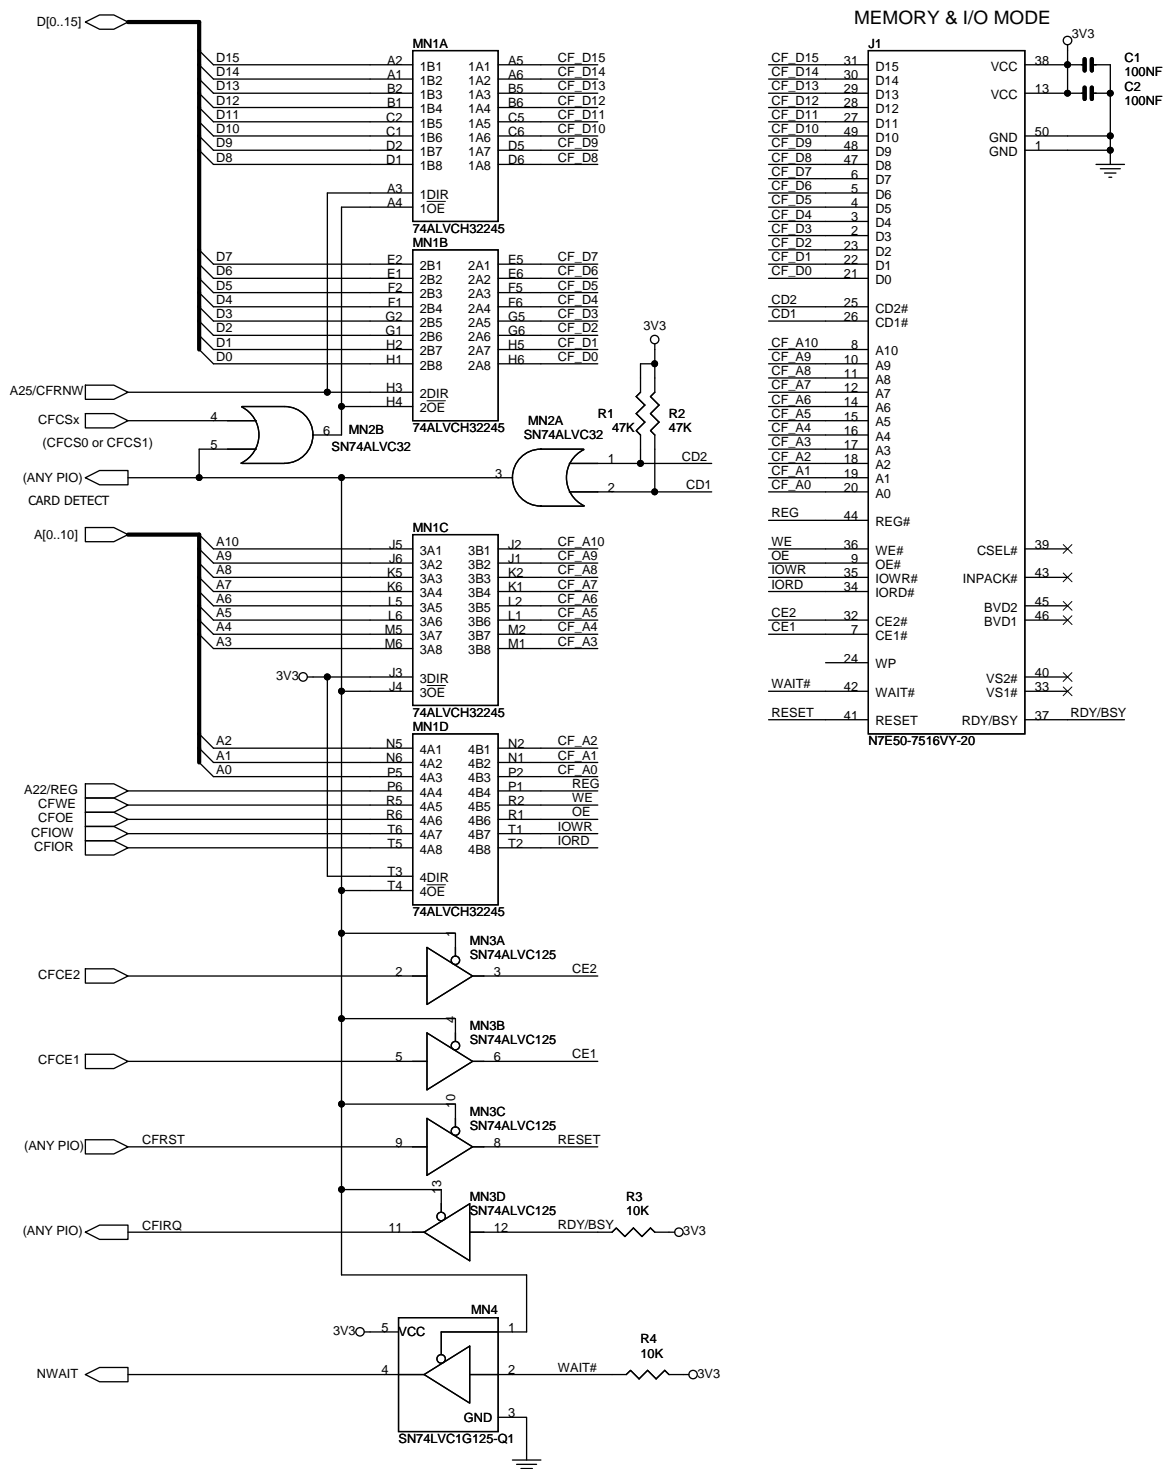 MEMORY & I/O MODE
D[0..15]
MN1A
D15 A2 1B1 1A1 A5 CF_D15
D14 A1 1B2 1A2 A6 CF_D14
D13 B2 1B3 1A3 B5 CF_D13
D12 B1 1B4 1A4 B6 CF_D12
D11 C2 1B5 1A5 C5 CF_D11
D10 C1 1B6 1A6 C6 CF_D10
D9 D2 1B7 1A7 D5 CF_D9
D8 D1 1B8 1A8 D6 CF_D8
A3 1DIR
A4 1OE
74ALVCH32245
MN1B
D7 E2 2B1 2A1 E5 CF_D7
D6 E1 2B2 2A2 E6 CF_D6
D5 F2 2B3 2A3 F5 CF_D5
D4 F1 2B4 2A4 F6 CF_D4
D3 G2 2B5 2A5 G5 CF_D3
D2 G1 2B6 2A6 G6 CF_D2
D1 H2 2B7 2A7 H5 CF_D1
D0 H1 2B8 2A8 H6 CF_D0
A25/CFRNW H3 2DIR
H4 2OE
74ALVCH32245
CFCSx 4
(CFCS0 or CFCS1) 5
6 MN2B
SN74ALVC32
3V3
R1
47K
R2
47K
MN2A
SN74ALVC32
1 CD2
2 CD1
3
(ANY PIO)
CARD DETECT
A[0..10]
MN1C
A10 J5 3A1 3B1 J2 CF_A10
A9 J6 3A2 3B2 J1 CF_A9
A8 K5 3A3 3B3 K2 CF_A8
A7 K6 3A4 3B4 K1 CF_A7
A6 L5 3A5 3B5 L2 CF_A6
A5 L6 3A6 3B6 L1 CF_A5
A4 M5 3A7 3B7 M2 CF_A4
A3 M6 3A8 3B8 M1 CF_A3
3V3 J3 3DIR
J4 3OE
74ALVCH32245
MN1D
A2 N5 4A1 4B1 N2 CF_A2
A1 N6 4A2 4B2 N1 CF_A1
A0 P5 4A3 4B3 P2 CF_A0
A22/REG P6 4A4 4B4 P1 REG
CFWE R5 4A5 4B5 R2 WE
CFOE R6 4A6 4B6 R1 OE
CFIOW T6 4A7 4B7 T1 IOWR
CFIOR T5 4A8 4B8 T2 IORD
T3 4DIR
T4 4OE
74ALVCH32245
1 MN3A
SN74ALVC125
CFCE2 2 3 CE2
4 MN3B
SN74ALVC125
CFCE1 5 6 CE1
10 MN3C
SN74ALVC125
(ANY PIO) CFRST 9 8 RESET
13 MN3D
SN74ALVC125
(ANY PIO) CFIRQ 11 12 RDY/BSY
R3
10K
3V3
MN4
3V3 5 VCC 1
NWAIT 4 2 WAIT#
R4
10K
3V3
GND 3
SN74LVC1G125-Q1
J1
CF_D15 31 D15
CF_D14 30 D14
CF_D13 29 D13
CF_D12 28 D12
CF_D11 27 D11
CF_D10 49 D10
CF_D9 48 D9
CF_D8 47 D8
CF_D7 6 D7
CF_D6 5 D6
CF_D5 4 D5
CF_D4 3 D4
CF_D3 2 D3
CF_D2 23 D2
CF_D1 22 D1
CF_D0 21 D0
CD2 25 CD2#
CD1 26 CD1#
CF_A10 8 A10
CF_A9 10 A9
CF_A8 11 A8
CF_A7 12 A7
CF_A6 14 A6
CF_A5 15 A5
CF_A4 16 A4
CF_A3 17 A3
CF_A2 18 A2
CF_A1 19 A1
CF_A0 20 A0
REG 44 REG#
WE 36 WE#
OE 9 OE#
IOWR 35 IOWR#
IORD 34 IORD#
CE2 32 CE2#
CE1 7 CE1#
24 WP
WAIT# 42 WAIT#
RESET 41 RESET
3V3
VCC 38
VCC 13
C1
100NF
C2
100NF
GND 50
GND 1
CSEL# 39
INPACK# 43
BVD2 45
BVD1 46
VS2# 40
VS1# 33
RDY/BSY 37 RDY/BSY
N7E50-7516VY-20